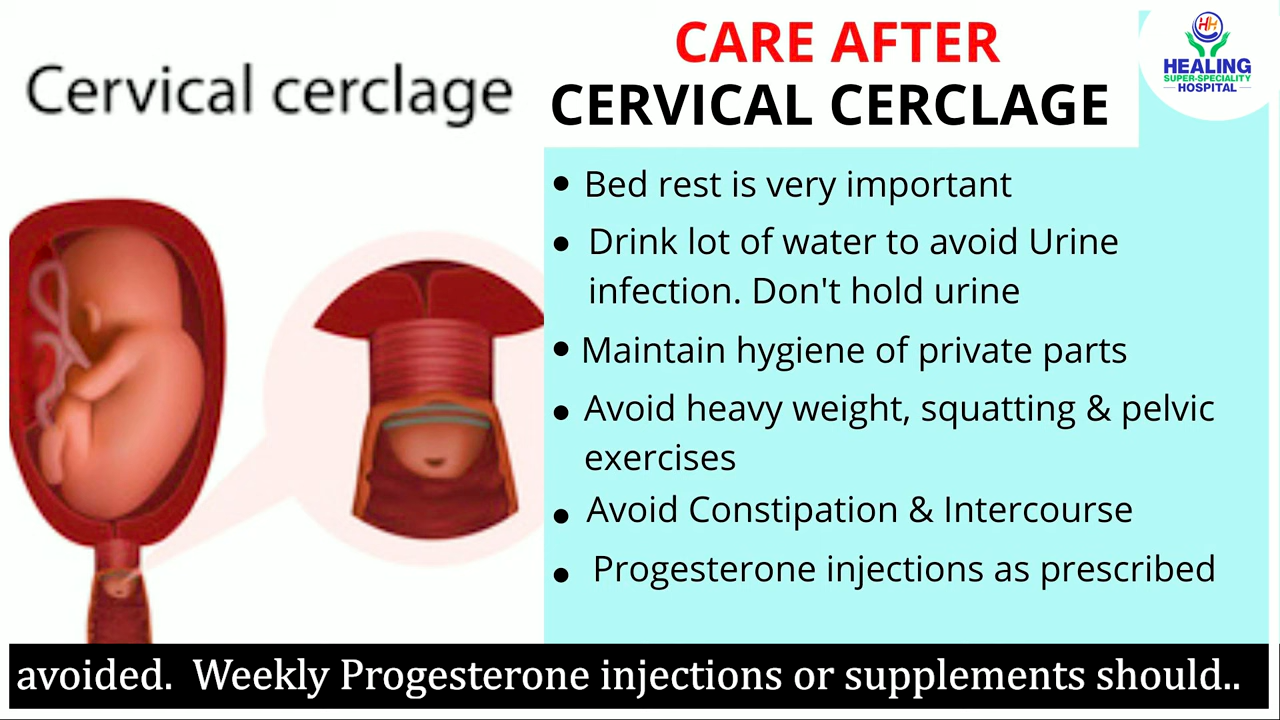 Cervical cerclage
CARE AFTER
CERVICAL CERCLAGE
HH
HEALING
SUPER-SPECIALITY
HOSPITAL
• Bed rest is very important
• Drink lot of water to avoid Urine
infection. Don't hold urine
• Maintain hygiene of private parts
• Avoid heavy weight, squatting & pelvic
exercises
• Avoid Constipation & Intercourse
• Progesterone injections as prescribed
avoided. Weekly Progesterone injections or supplements should..